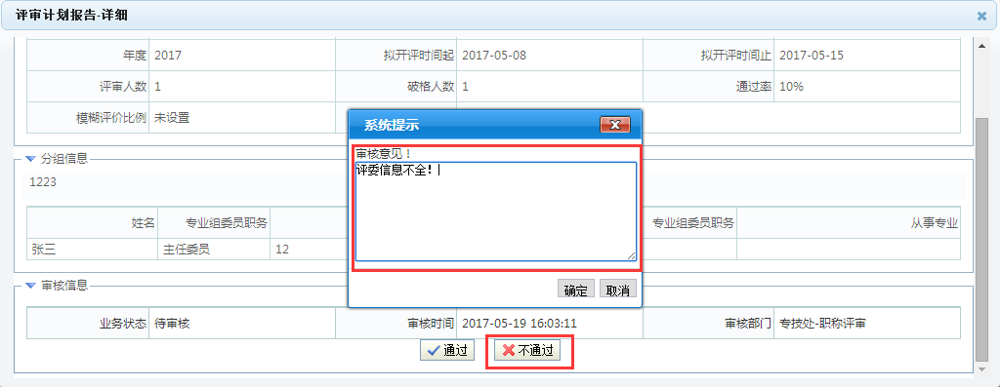 评审计划报告-详细
年度 2017 拟开评时间起 2017-05-08 拟开评时间止 2017-05-15
评审人数 1 破格人数 1 通过率 10%
模糊评价比例 未设置
系统提示
审核意见！
评委信息不全！
确定 取消
分组信息
1223
姓名 专业组委员职务 专业组委员职务 从事专业
张三 主任委员 12
审核信息
业务状态 待审核 审核时间 2017-05-19 16:03:11 审核部门 专技处-职称评审
通过 不通过